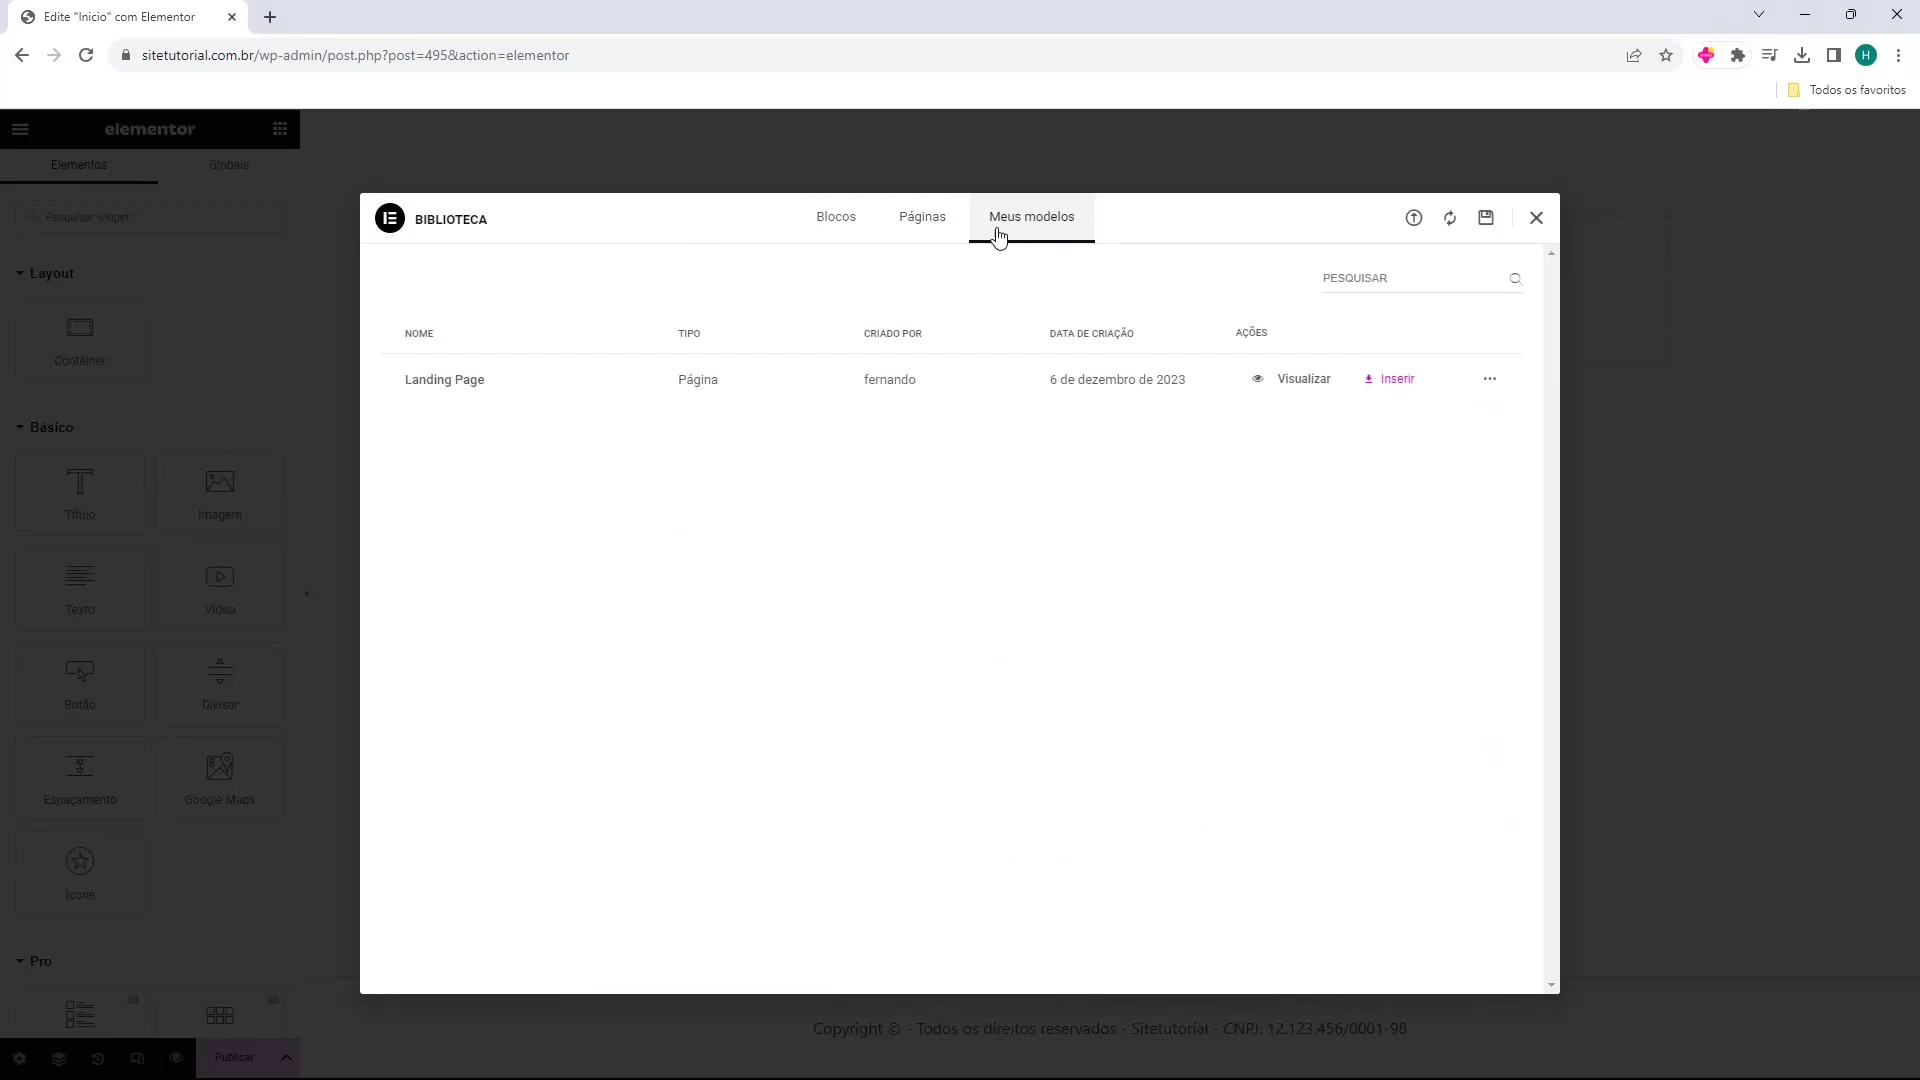 Edite "Inicio" com Elementor
sitetutorial.com.br/wp-admin/post.php?post=495&action=elementor
H
Todos os favoritos
elementor
Elementos
Globais
Pesquisar widget
Layout
Contêiner
Básico
Título
Imagem
Texto
Vídeo
Botão
Divisor
Espaçamento
Google Maps
Ícone
Pro
Publicar
BIBLIOTECA
Blocos
Páginas
Meus modelos
PESQUISAR
NOME
TIPO
CRIADO POR
DATA DE CRIAÇÃO
AÇÕES
Landing Page
Página
fernando
6 de dezembro de 2023
Visualizar
Inserir
Copyright © - Todos os direitos reservados - Sitetutorial - CNPJ: 12.123.456/0001-98